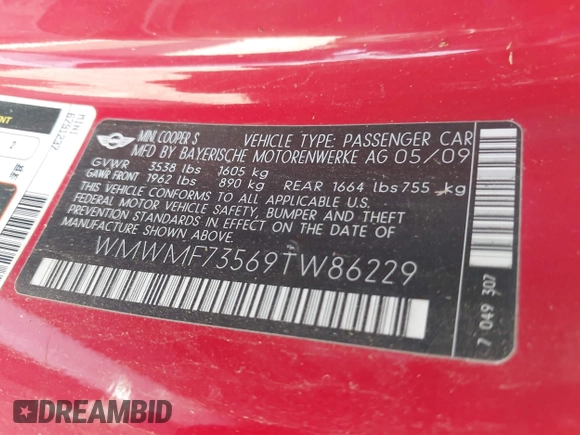 MINI COOPER S VEHICLE TYPE: PASSENGER CAR
MFD BY BAYERISCHE MOTORENWERKE AG 05/09
GVWR 3538 lbs 1605 kg
GAWR FRONT 1962 lbs 890 kg REAR 1664 lbs 755 kg
THIS VEHICLE CONFORMS TO ALL APPLICABLE U.S.
FEDERAL MOTOR VEHICLE SAFETY, BUMPER AND THEFT
PREVENTION STANDARDS IN EFFECT ON THE DATE OF
MANUFACTURE SHOWN ABOVE.
WMWMF73569TW86229
7 049 307
MINI
2
DREAMBID